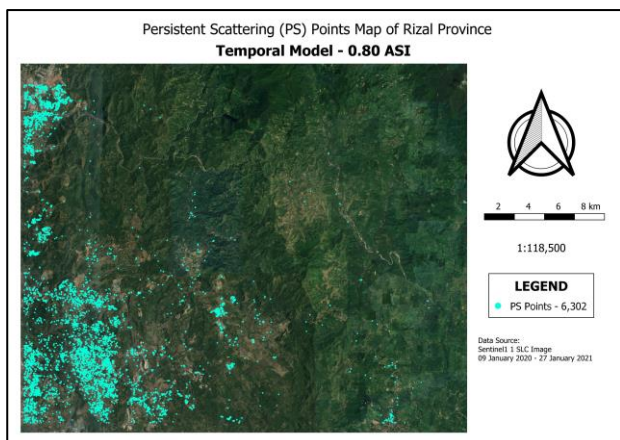 Persistent Scattering (PS) Points Map of Rizal Province
Temporal Model - 0.80 ASI
2 4 6 8 km
1:118,500
LEGEND
PS Points - 6,302
Data Source:
Sentinel1 1 SLC Image
09 January 2020 - 27 January 2021